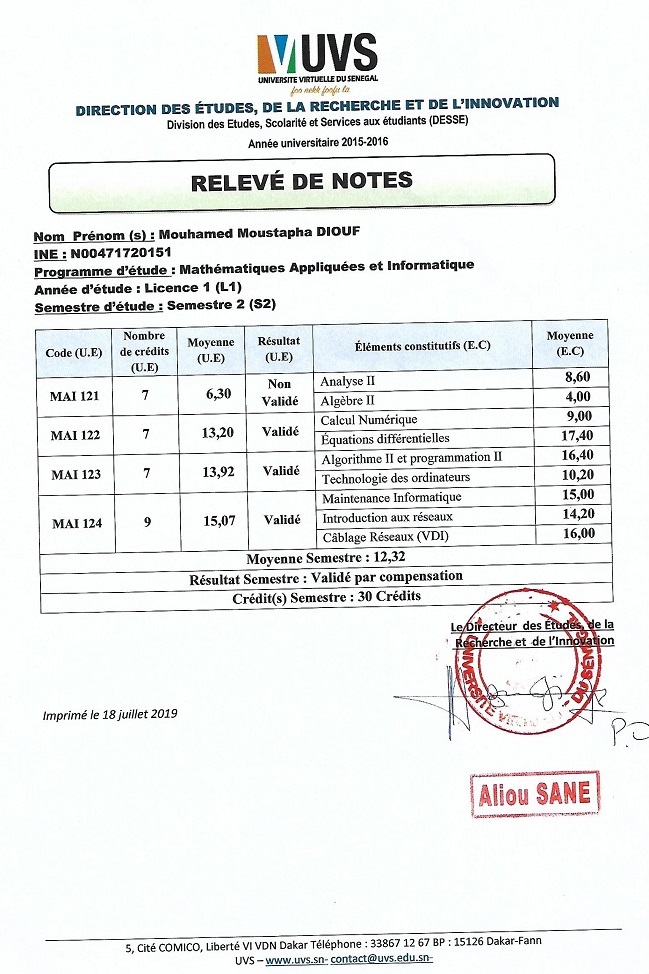 UVS
UNIVERSITE VIRTUELLE DU SENEGAL
foo nekk foofu la
DIRECTION DES ÉTUDES, DE LA RECHERCHE ET DE L'INNOVATION
Division des Etudes, Scolarité et Services aux étudiants (DESSE)
Année universitaire 2015-2016
RELEVÉ DE NOTES
Nom Prénom (s) : Mouhamed Moustapha DIOUF
INE : N00471720151
Programme d'étude : Mathématiques Appliquées et Informatique
Année d'étude : Licence 1 (L1)
Semestre d'étude : Semestre 2 (S2)
Code (U.E) Nombre de crédits (U.E) Moyenne (U.E) Résultat (U.E) Éléments constitutifs (E.C) Moyenne (E.C)
MAI 121 7 6,30 Non Validé Analyse II 8,60
Algèbre II 4,00
MAI 122 7 13,20 Validé Calcul Numérique 9,00
Équations différentielles 17,40
MAI 123 7 13,92 Validé Algorithme II et programmation II 16,40
Technologie des ordinateurs 10,20
MAI 124 9 15,07 Validé Maintenance Informatique 15,00
Introduction aux réseaux 14,20
Câblage Réseaux (VDI) 16,00
Moyenne Semestre : 12,32
Résultat Semestre : Validé par compensation
Crédit(s) Semestre : 30 Crédits
Le Directeur des Études, de la
Recherche et de l'Innovation
UNIVERSITE VIRTUELLE DU SÉNÉGAL
P.O
Imprimé le 18 juillet 2019
Aliou SANE
5, Cité COMICO, Liberté VI VDN Dakar Téléphone : 33867 12 67 BP : 15126 Dakar-Fann
UVS – www.uvs.sn- contact@uvs.edu.sn-